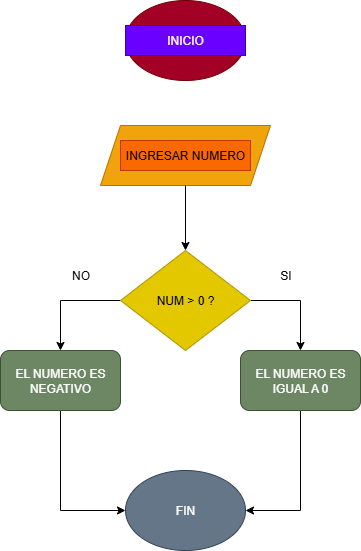 INICIO
INGRESAR NUMERO
NUM > 0 ?
NO
SI
EL NUMERO ES
NEGATIVO
EL NUMERO ES
IGUAL A 0
FIN